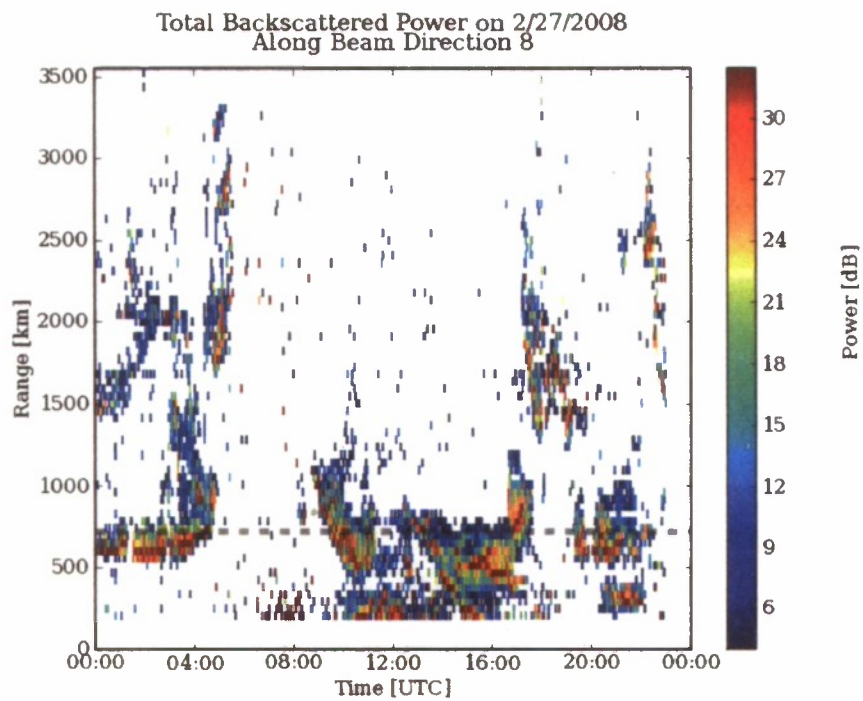 Total Backscattered Power on 2/27/2008
Along Beam Direction 8
3500
3000
2500
2000
1500
1000
500
0
Range [km]
00:00 04:00 08:00 12:00 16:00 20:00 00:00
Time [UTC]
30
27
24
21
18
15
12
9
6
Power [dB]